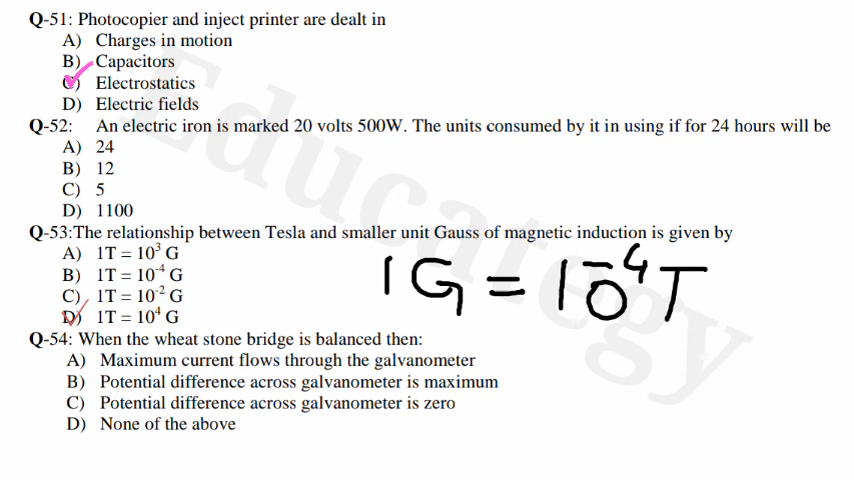 Q-51: Photocopier and inject printer are dealt in
A) Charges in motion
B) Capacitors
C) Electrostatics
D) Electric fields
Q-52: An electric iron is marked 20 volts 500W. The units consumed by it in using if for 24 hours will be
A) 24
B) 12
C) 5
D) 1100
Q-53:The relationship between Tesla and smaller unit Gauss of magnetic induction is given by
A) 1T = 10³ G
B) 1T = 10⁻⁴ G
C) 1T = 10⁻² G
D) 1T = 10⁴ G
1G = 10⁻⁴T
Q-54: When the wheat stone bridge is balanced then:
A) Maximum current flows through the galvanometer
B) Potential difference across galvanometer is maximum
C) Potential difference across galvanometer is zero
D) None of the above
Educategy